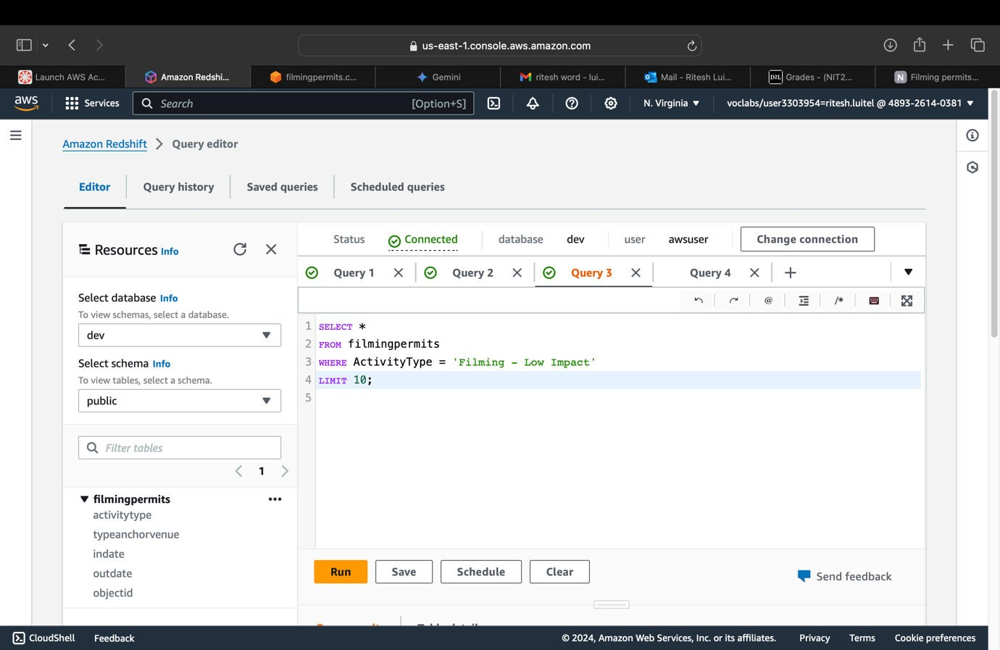 us-east-1.console.aws.amazon.com
Launch AWS Ac...
Amazon Redshi...
filmingpermits.c...
Gemini
ritesh word - lui...
Mail - Ritesh Lui...
D2L Grades - (NIT2...
N Filming permits...
aws
Services
Search [Option+S]
N. Virginia
voclabs/user3303954=ritesh.luitel @ 4893-2614-0381
Amazon Redshift > Query editor
Editor
Query history
Saved queries
Scheduled queries
Resources Info
Status Connected database dev user awsuser Change connection
Query 1
Query 2
Query 3
Query 4
Select database Info
To view schemas, select a database.
dev
Select schema Info
To view tables, select a schema.
public
Filter tables
1
filmingpermits
activitytype
typeanchorvenue
indate
outdate
objectid
@ /*
1 SELECT *
2 FROM filmingpermits
3 WHERE ActivityType = 'Filming - Low Impact'
4 LIMIT 10;
5
Run
Save
Schedule
Clear
Send feedback
CloudShell
Feedback
© 2024, Amazon Web Services, Inc. or its affiliates.
Privacy
Terms
Cookie preferences